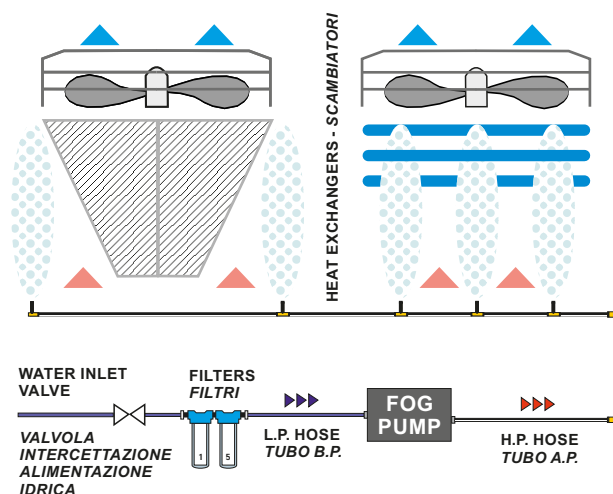 HEAT EXCHANGERS - SCAMBIATORI
WATER INLET
VALVE
VALVOLA
INTERCETTAZIONE
ALIMENTAZIONE
IDRICA
FILTERS
FILTRI
1 5
L.P. HOSE
TUBO B.P.
FOG
PUMP
H.P. HOSE
TUBO A.P.